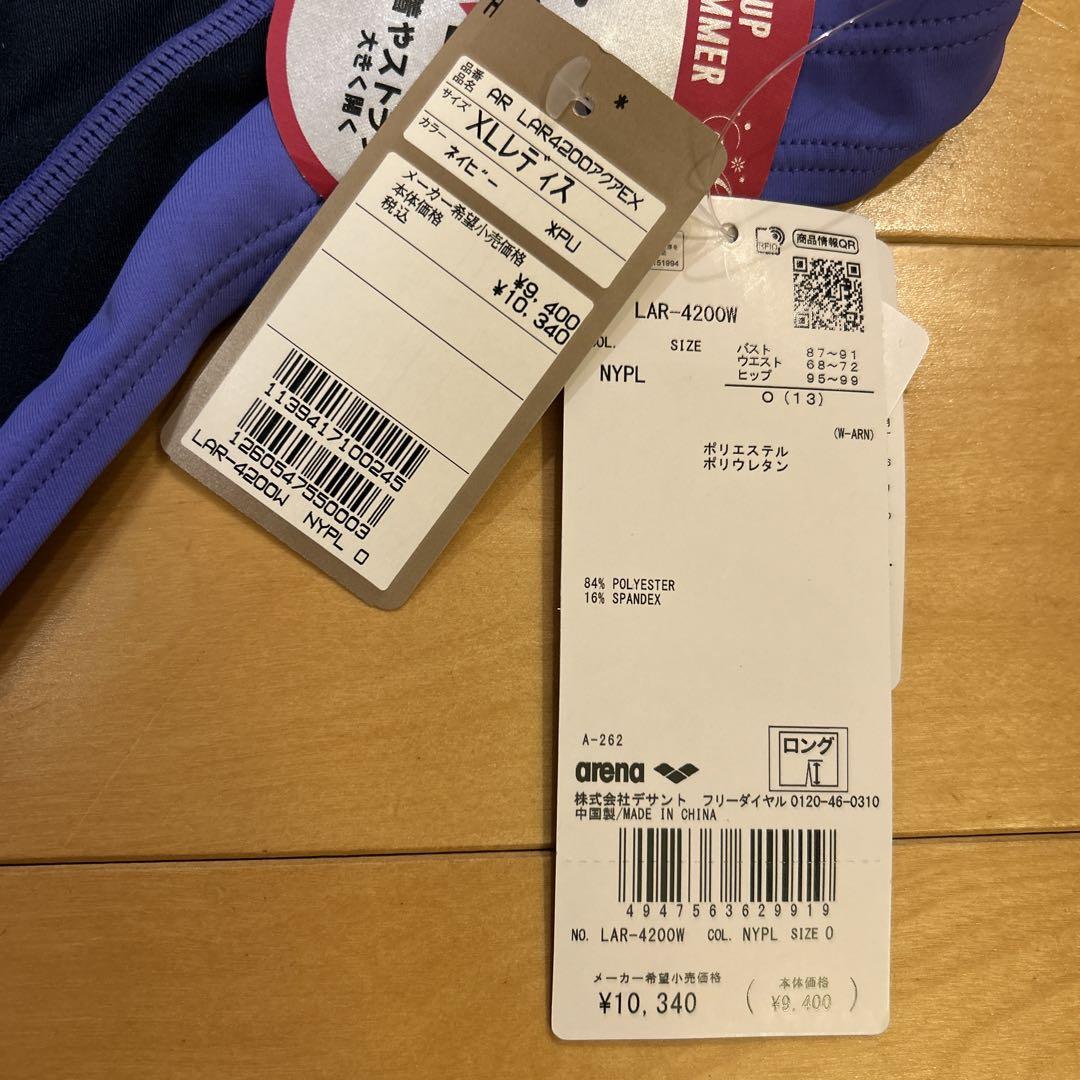 UP
MMER
着やストラ
大きく開く
品番
品名
AR LAR4200アクアEX
サイズ
XLレディス
カラー
ネイビー
*PU
メーカー希望小売価格
本体価格 ¥9,400
税込 ¥10,340
1139417100245
1260547550003
LAR-4200W NYPL O
RFID
商品情報QR
151994
LAR-4200W
COL. SIZE
NYPL
バスト 87~91
ウエスト 68~72
ヒップ 95~99
O (13)
(W-ARN)
ポリエステル
ポリウレタン
84% POLYESTER
16% SPANDEX
A-262
ロング
arena
株式会社デサント フリーダイヤル 0120-46-0310
中国製/MADE IN CHINA
4947563629919
NO. LAR-4200W COL. NYPL SIZE O
メーカー希望小売価格
¥10,340
(本体価格
¥9,400)